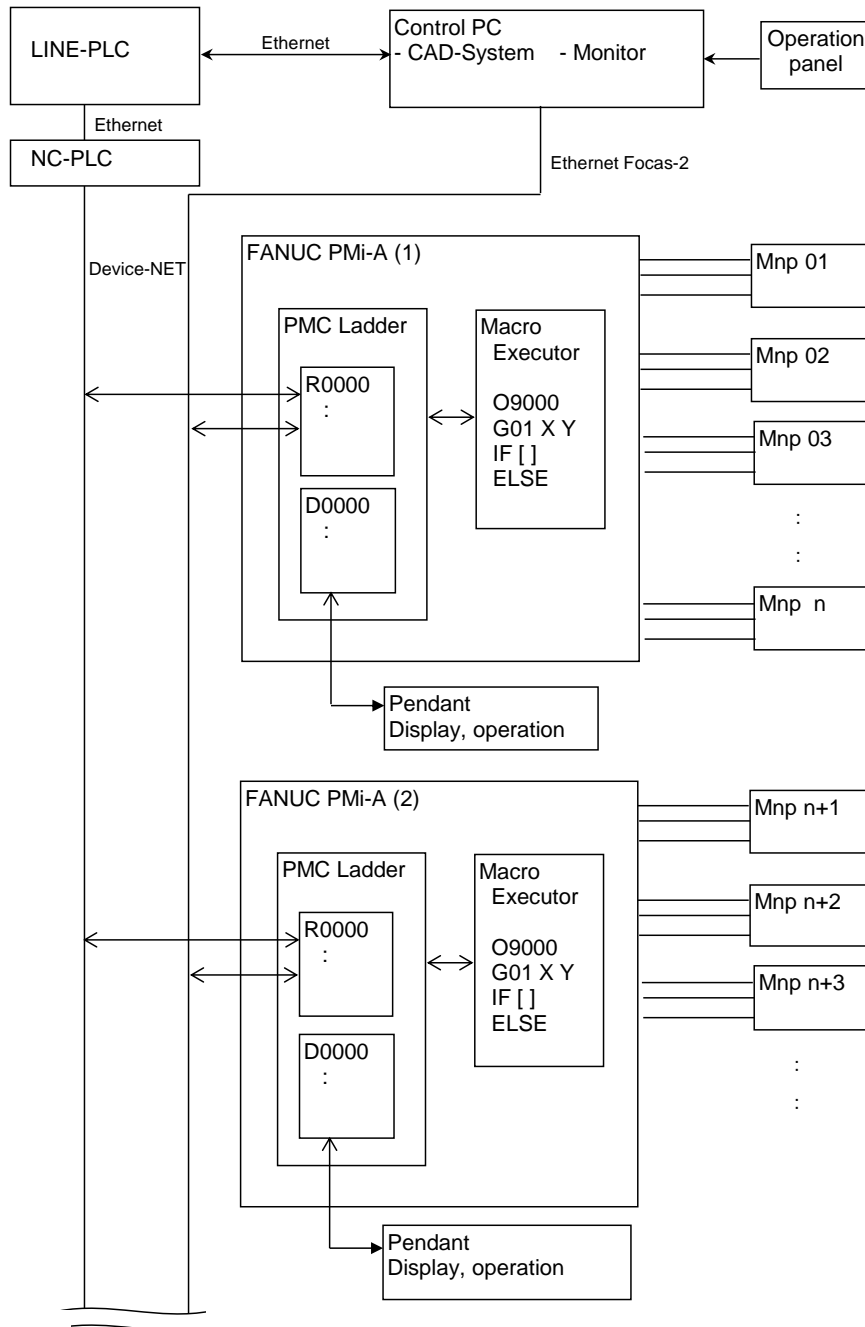 LINE-PLC
Ethernet
Control PC
- CAD-System - Monitor
Operation
panel
Ethernet
NC-PLC
Ethernet Focas-2
Device-NET
FANUC PMi-A (1)
PMC Ladder
R0000
:
D0000
:
Macro
Executor
O9000
G01 X Y
IF [ ]
ELSE
Mnp 01
Mnp 02
Mnp 03
:
:
Mnp n
Pendant
Display, operation
FANUC PMi-A (2)
PMC Ladder
R0000
:
D0000
:
Macro
Executor
O9000
G01 X Y
IF [ ]
ELSE
Mnp n+1
Mnp n+2
Mnp n+3
:
:
Pendant
Display, operation